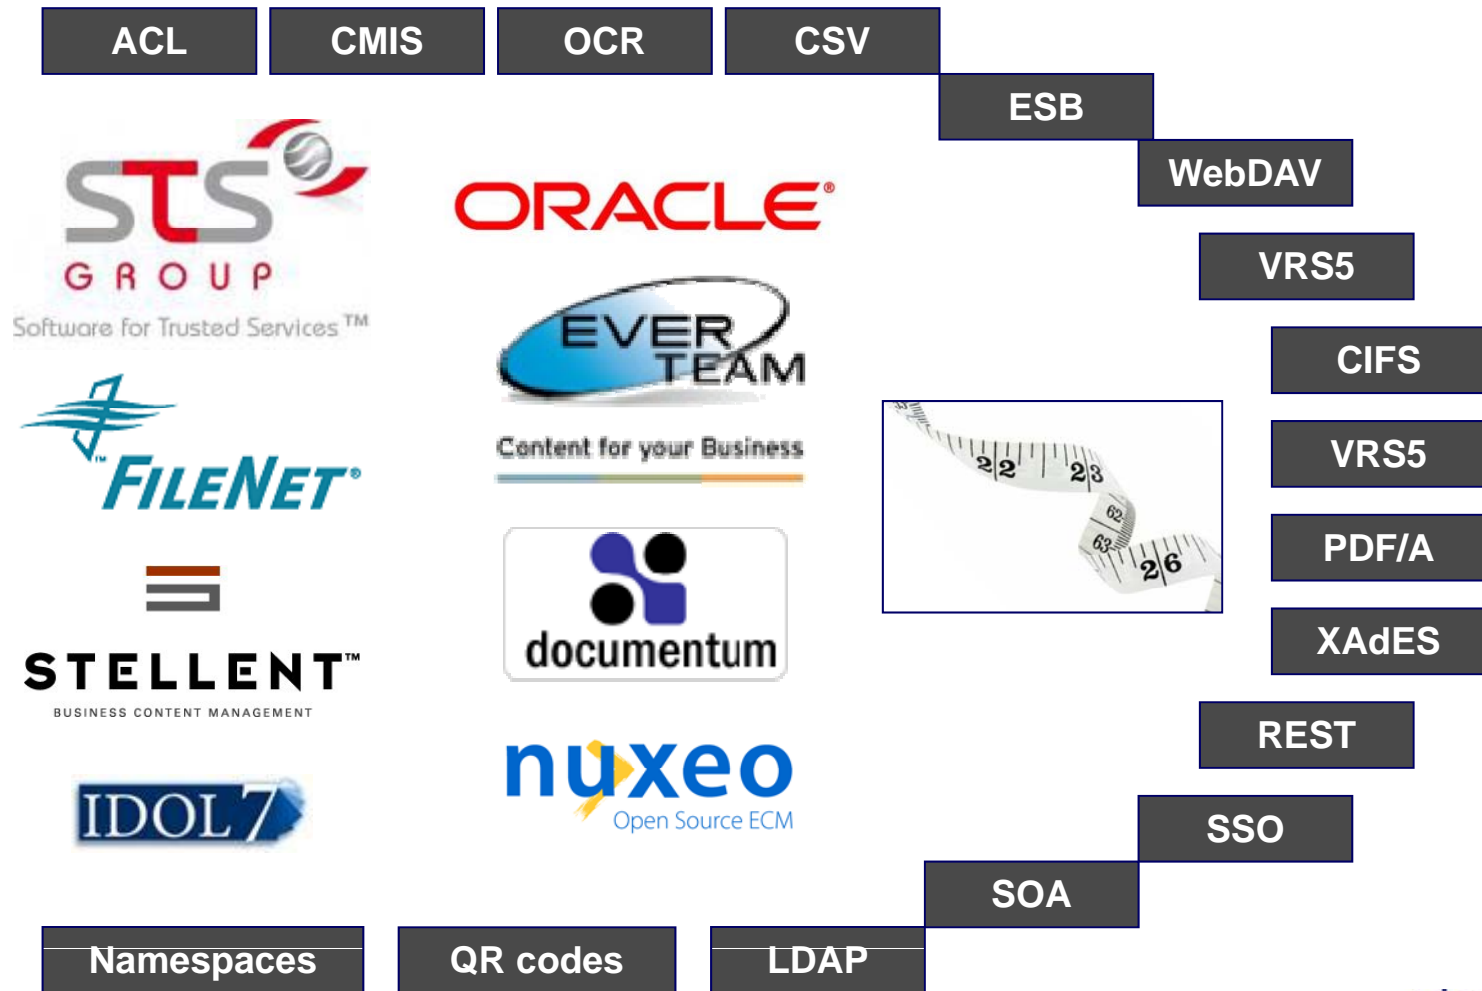 ACL CMIS OCR CSV
ESB
WebDAV
VRS5
CIFS
VRS5
PDF/A
XAdES
REST
SSO
SOA
Namespaces QR codes LDAP
STS
GROUP
Software for Trusted Services™
ORACLE®
EVER
TEAM
Content for your Business
™FILENET®
STELLENT™
BUSINESS CONTENT MANAGEMENT
documentum
IDOL 7
nuxeo
Open Source ECM
22 23
62
63
26